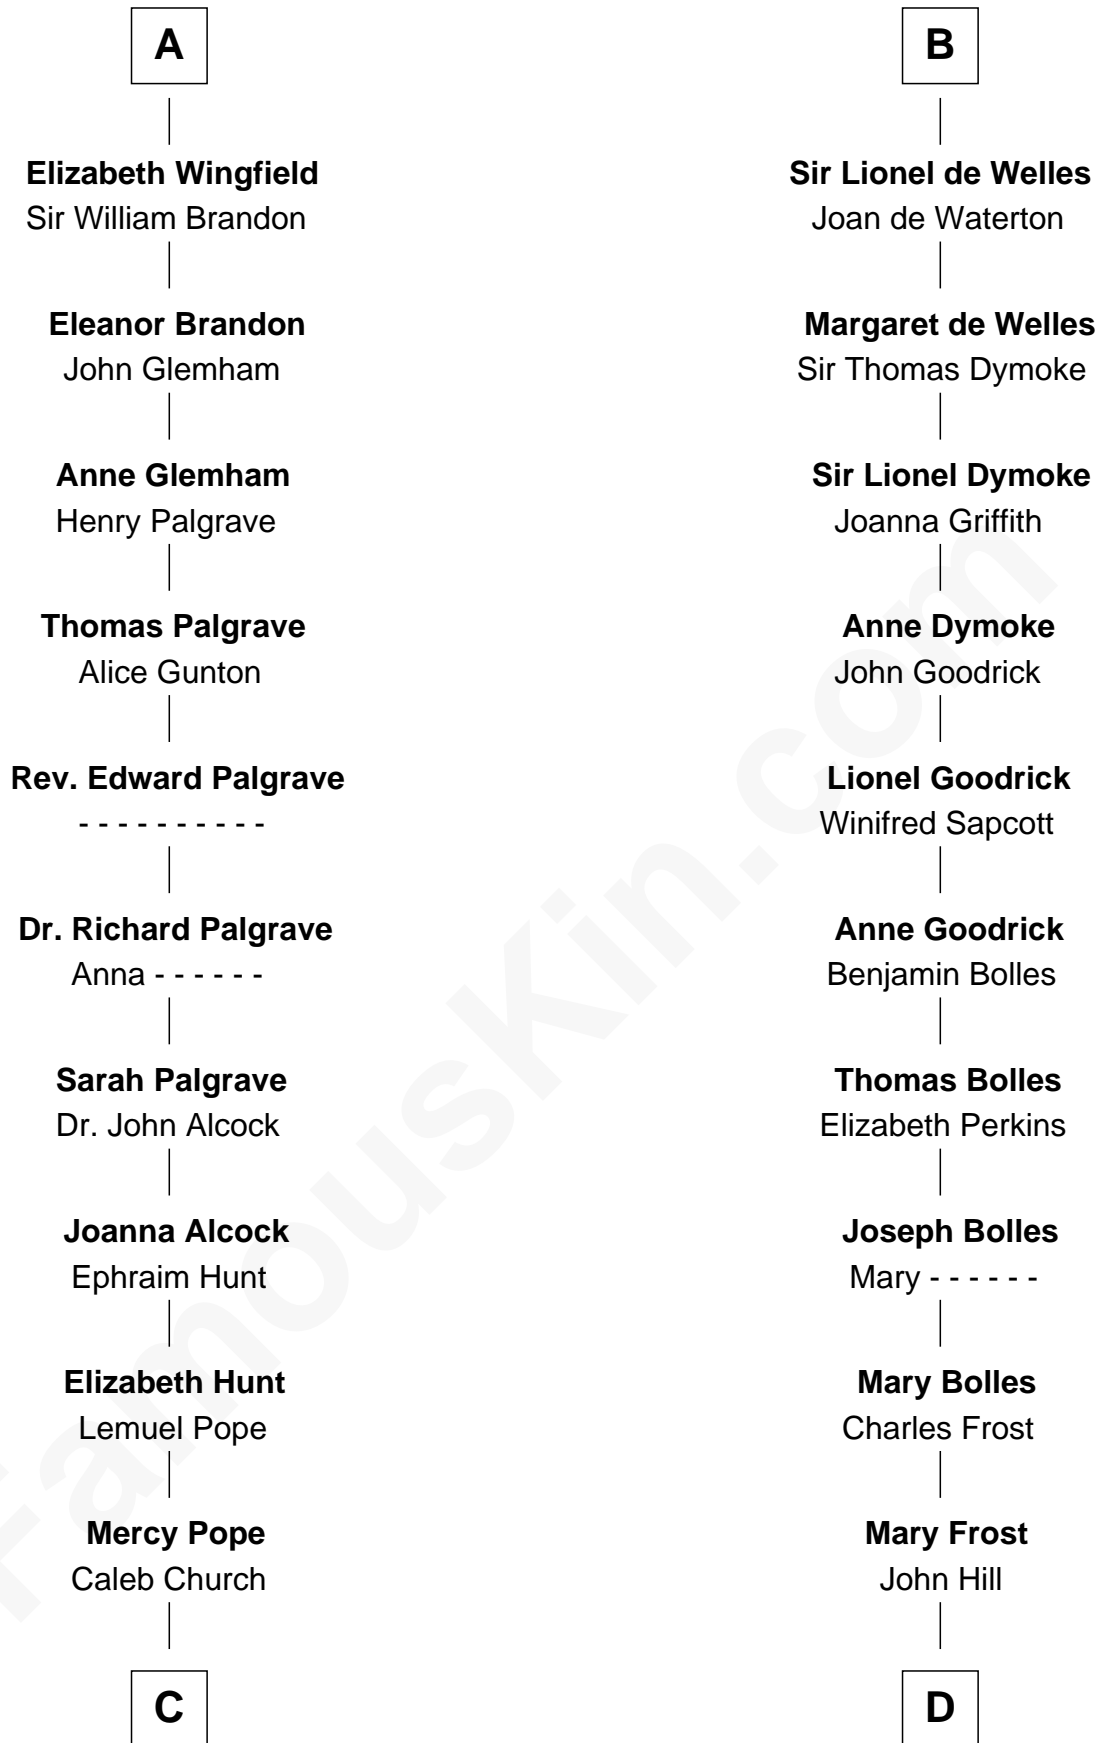 A
Elizabeth Wingfield
Sir William Brandon
Eleanor Brandon
John Glemham
Anne Glemham
Henry Palgrave
Thomas Palgrave
Alice Gunton
Rev. Edward Palgrave
- - - - - - - - - -
Dr. Richard Palgrave
Anna - - - - - -
Sarah Palgrave
Dr. John Alcock
Joanna Alcock
Ephraim Hunt
Elizabeth Hunt
Lemuel Pope
Mercy Pope
Caleb Church
C
B
Sir Lionel de Welles
Joan de Waterton
Margaret de Welles
Sir Thomas Dymoke
Sir Lionel Dymoke
Joanna Griffith
Anne Dymoke
John Goodrick
Lionel Goodrick
Winifred Sapcott
Anne Goodrick
Benjamin Bolles
Thomas Bolles
Elizabeth Perkins
Joseph Bolles
Mary - - - - - -
Mary Bolles
Charles Frost
Mary Frost
John Hill
D
FamousKin.com